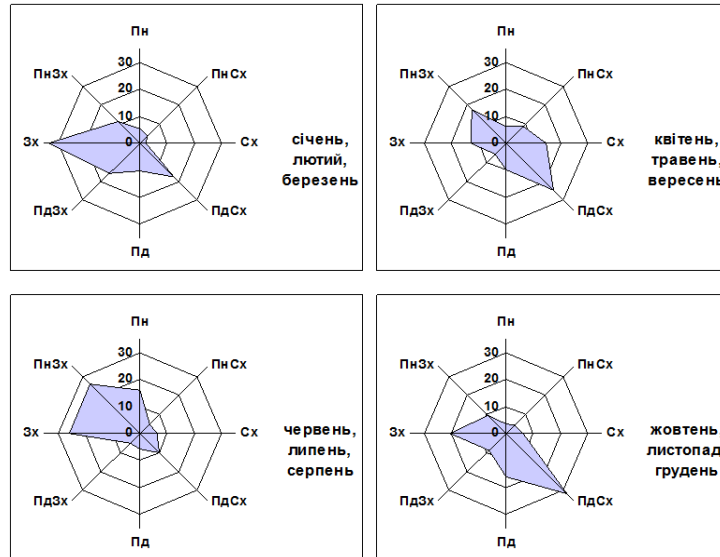 Пн
30
ПнЗх
ПнСх
20
10
Зх
0
Сх
січень,
лютий,
березень
ПдЗх
ПдСх
Пд
Пн
30
ПнЗх
ПнСх
20
10
Зх
0
Сх
квітень,
травень,
вересень
ПдЗх
ПдСх
Пд
Пн
30
ПнЗх
ПнСх
20
10
Зх
0
Сх
червень,
липень,
серпень
ПдЗх
ПдСх
Пд
Пн
30
ПнЗх
ПнСх
20
10
Зх
0
Сх
жовтень,
листопад,
грудень
ПдЗх
ПдСх
Пд